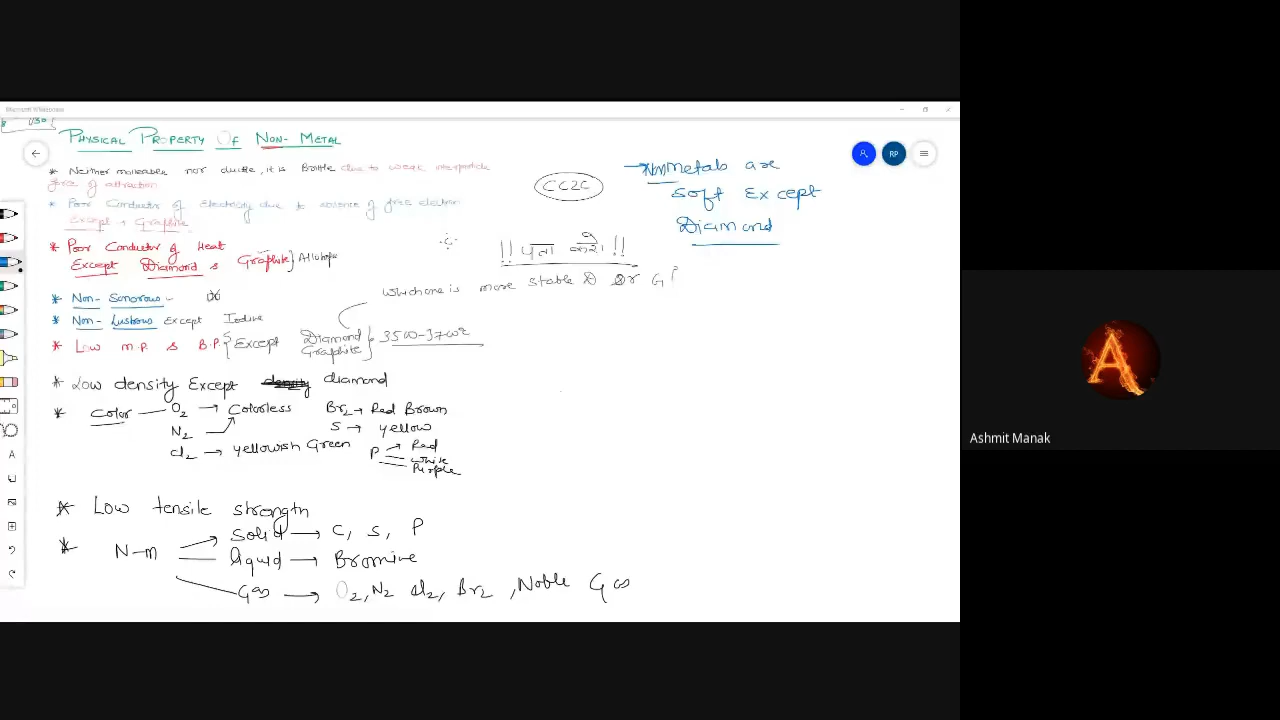 Microsoft Whiteboard
PHYSICAL PROPERTY OF NON-METAL
* Neither malleable nor ductile, it is Brittle due to weak interparticle
force of attraction
* Poor Conductor of Electricity due to absence of free electron
Except → Graphite
* Poor Conductor of Heat
Except Diamond & Graphite } Allotrope
* Non-Sonorous -
* Non-Lustrous Except Iodine
* Low m.p. & B.P. { Except Diamond
Graphite } 3500-3700
* Low density Except density diamond
* Color — O2 → Colorless
N2
Cl2 → yellowish Green
Br2 → Red Brown
S → yellow
P → Red
White
Purple
* Low tensile strength
* N-m
Solid → C, S, P
liquid → Bromine
Gas → O2, N2 Cl2, Br2, Noble Gas
CC2C
!! पता करो !!
Which one is more stable D or G ?
→ Nonmetals are
soft Except
Diamond
RP
A
Ashmit Manak